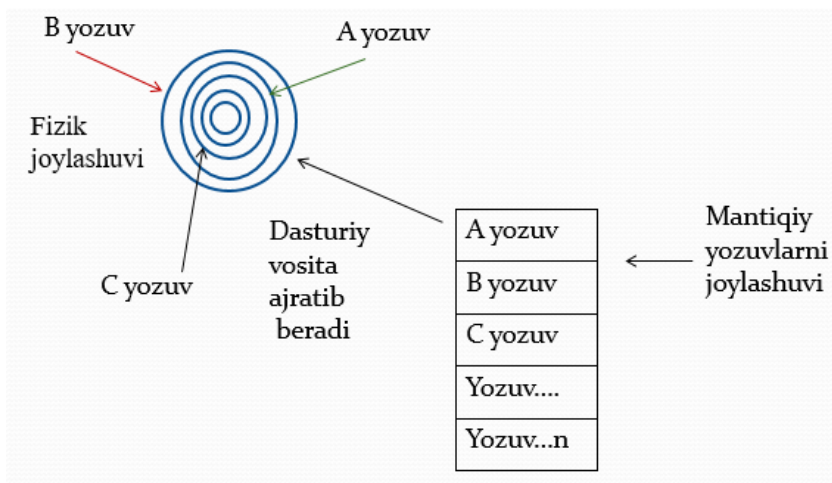 B yozuv
A yozuv
Fizik
joylashuvi
C yozuv
Dasturiy
vosita
ajratib
beradi
A yozuv
B yozuv
C yozuv
Yozuv....
Yozuv...n
Mantiqiy
yozuvlarni
joylashuvi